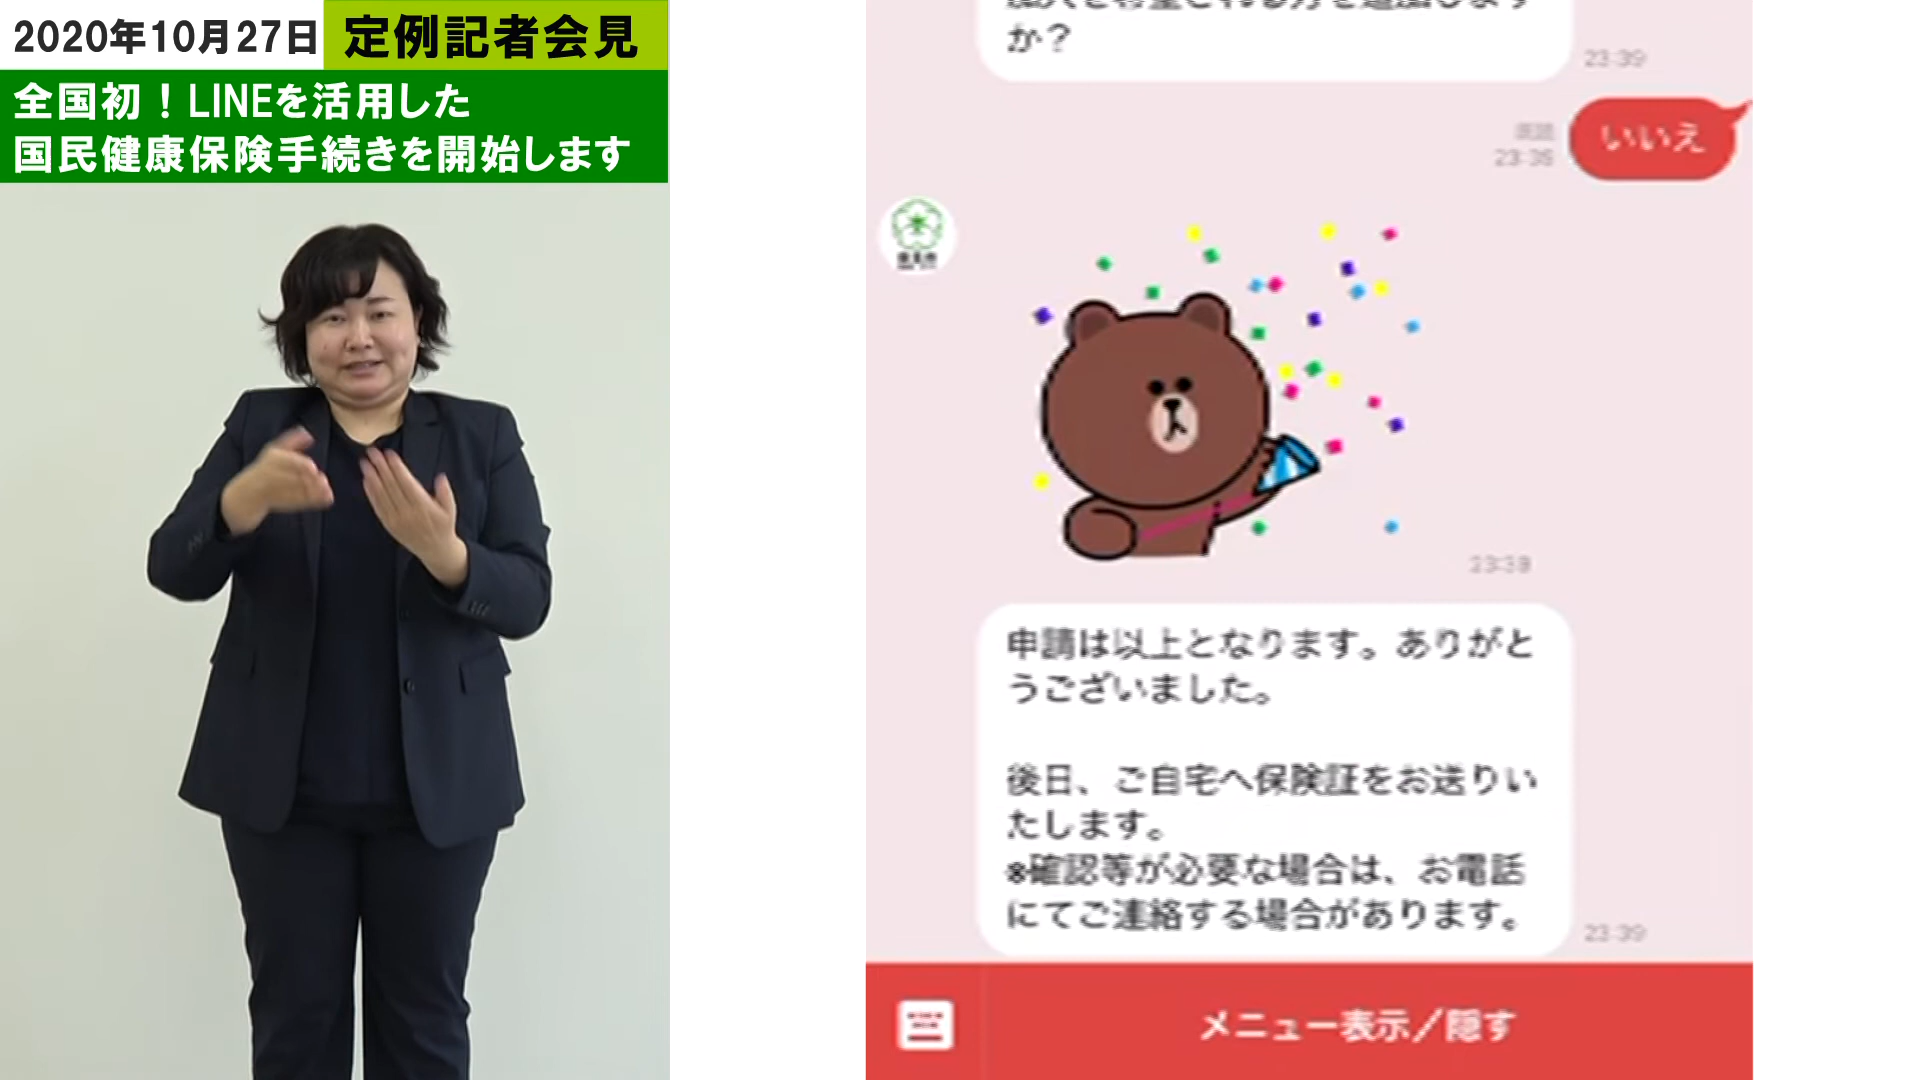 2020年10月27日
定例記者会見
全国初！LINEを活用した
国民健康保険手続きを開始します
か？
23:39
いいえ
既読
23:39
申請は以上となります。ありがと
うございました。
後日、ご自宅へ保険証をお送りい
たします。
※確認等が必要な場合は、お電話
にてご連絡する場合があります。
23:39
メニュー表示／隠す